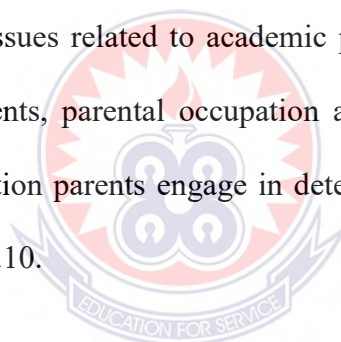 ssues related to academic p
ents, parental occupation a
tion parents engage in dete
10.
EDUCATION FOR SERVICE